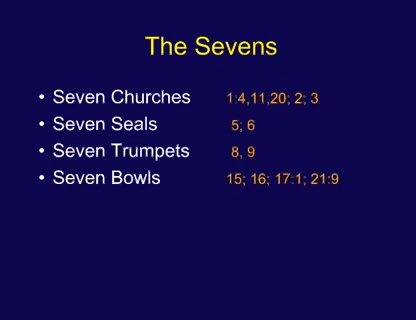 The Sevens
• Seven Churches 1:4,11,20; 2; 3
• Seven Seals 5; 6
• Seven Trumpets 8, 9
• Seven Bowls 15; 16; 17:1; 21:9